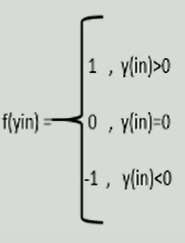 1 , y(in)>0
f(yin) = 0 , y(in)=0
-1 , y(in)<0